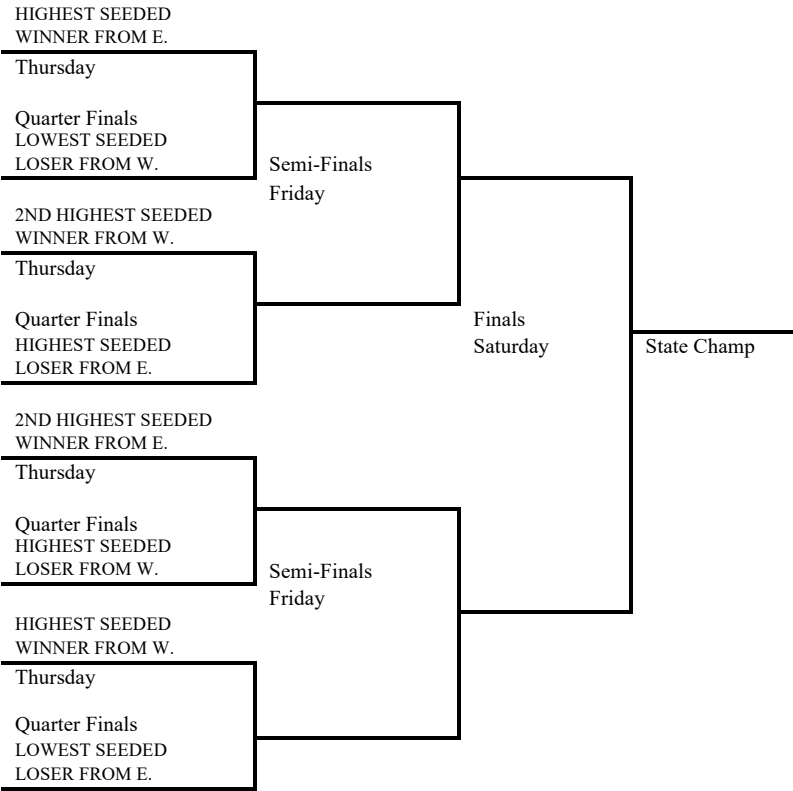 HIGHEST SEEDED
WINNER FROM E.
Thursday
Quarter Finals
LOWEST SEEDED
LOSER FROM W.
Semi-Finals
Friday
2ND HIGHEST SEEDED
WINNER FROM W.
Thursday
Quarter Finals
HIGHEST SEEDED
LOSER FROM E.
Finals
Saturday
State Champ
2ND HIGHEST SEEDED
WINNER FROM E.
Thursday
Quarter Finals
HIGHEST SEEDED
LOSER FROM W.
Semi-Finals
Friday
HIGHEST SEEDED
WINNER FROM W.
Thursday
Quarter Finals
LOWEST SEEDED
LOSER FROM E.